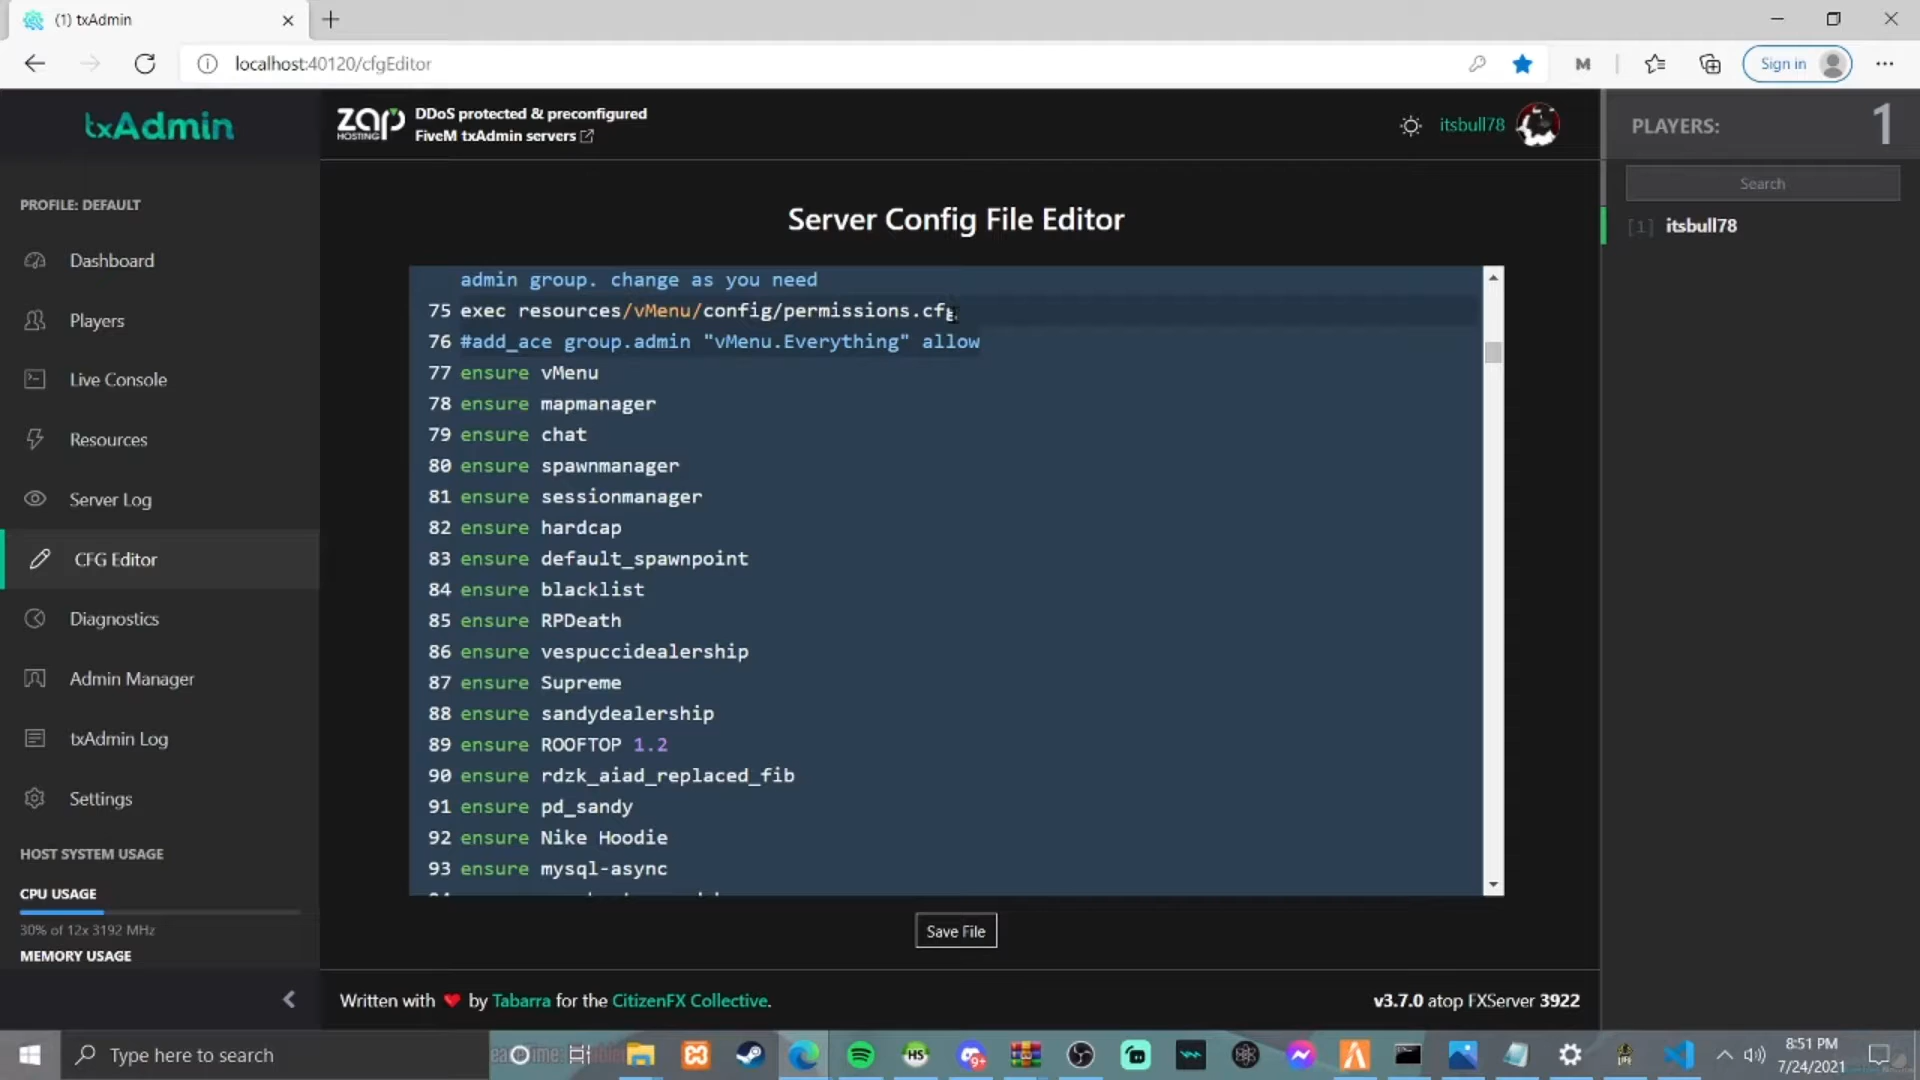 (1) txAdmin
localhost:40120/cfgEditor
M
Sign in
txAdmin
PROFILE: DEFAULT
Dashboard
Players
Live Console
Resources
Server Log
CFG Editor
Diagnostics
Admin Manager
txAdmin Log
Settings
HOST SYSTEM USAGE
CPU USAGE
30% of 12x 3192 MHz
MEMORY USAGE
zap HOSTING
DDoS protected & preconfigured
FiveM txAdmin servers
itsbull78
Server Config File Editor
admin group. change as you need
75 exec resources/vMenu/config/permissions.cfg
76 #add_ace group.admin "vMenu.Everything" allow
77 ensure vMenu
78 ensure mapmanager
79 ensure chat
80 ensure spawnmanager
81 ensure sessionmanager
82 ensure hardcap
83 ensure default_spawnpoint
84 ensure blacklist
85 ensure RPDeath
86 ensure vespuccidealership
87 ensure Supreme
88 ensure sandydealership
89 ensure ROOFTOP 1.2
90 ensure rdzk_aiad_replaced_fib
91 ensure pd_sandy
92 ensure Nike Hoodie
93 ensure mysql-async
Save File
Written with ❤ by Tabarra for the CitizenFX Collective.
v3.7.0 atop FXServer 3922
PLAYERS: 1
Search
[1] itsbull78
Type here to search
HS
8:51 PM
7/24/2021